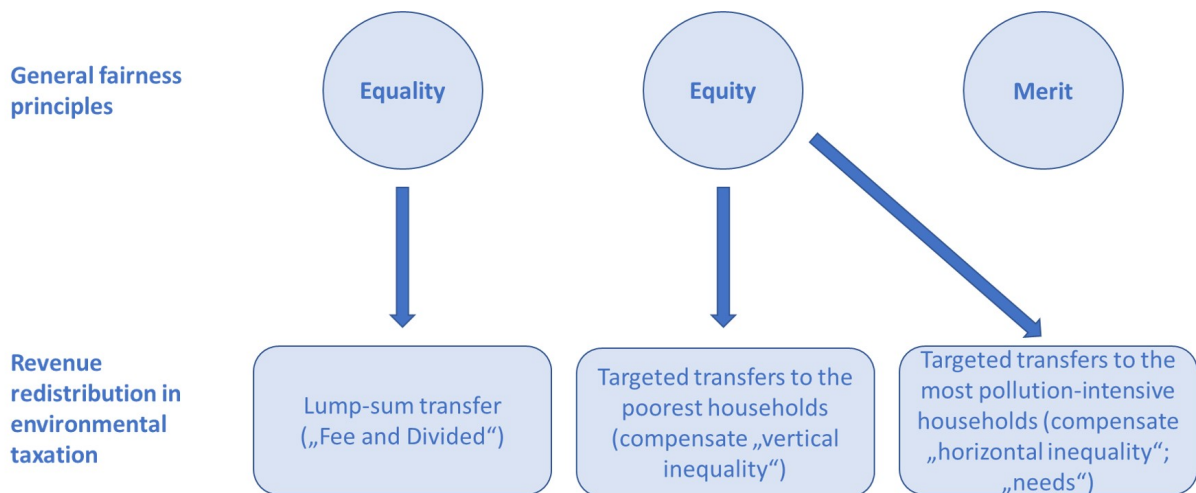 General fairness
principles
Equality
Equity
Merit
Revenue
redistribution in
environmental
taxation
Lump-sum transfer
(„Fee and Divided“)
Targeted transfers to the
poorest households
(compensate „vertical
inequality“)
Targeted transfers to the
most pollution-intensive
households (compensate
„horizontal inequality“;
„needs“)